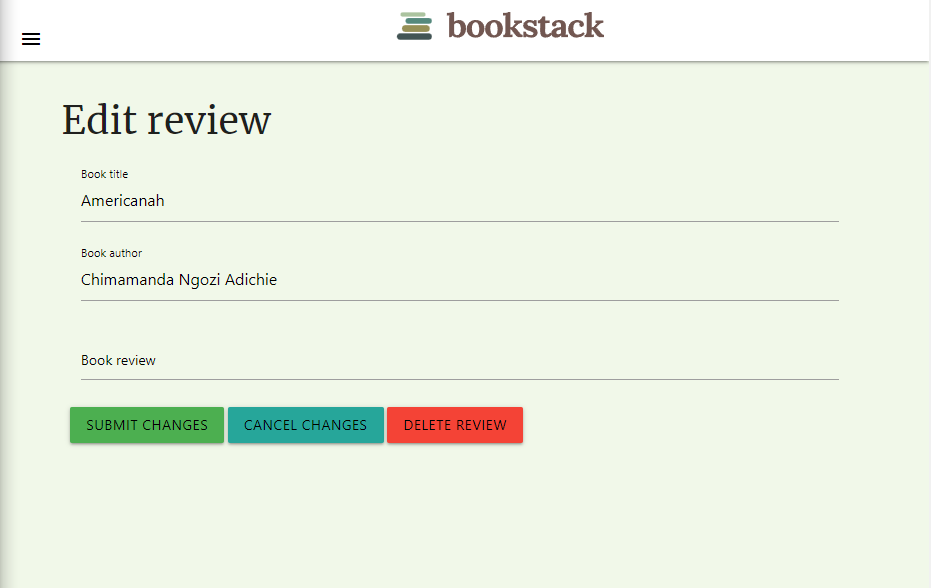 bookstack
Edit review
Book title
Americanah
Book author
Chimamanda Ngozi Adichie
Book review
SUBMIT CHANGES CANCEL CHANGES DELETE REVIEW